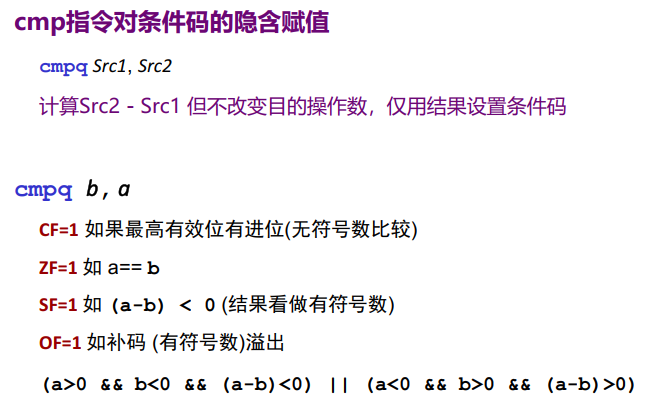 cmp指令对条件码的隐含赋值
cmpq Src1, Src2
计算Src2 - Src1 但不改变目的操作数，仅用结果设置条件码
cmpq b, a
CF=1 如果最高有效位有进位(无符号数比较)
ZF=1 如 a== b
SF=1 如 (a-b) < 0 (结果看做有符号数)
OF=1 如补码 (有符号数)溢出
(a>0 && b<0 && (a-b)<0) || (a<0 && b>0 && (a-b)>0)